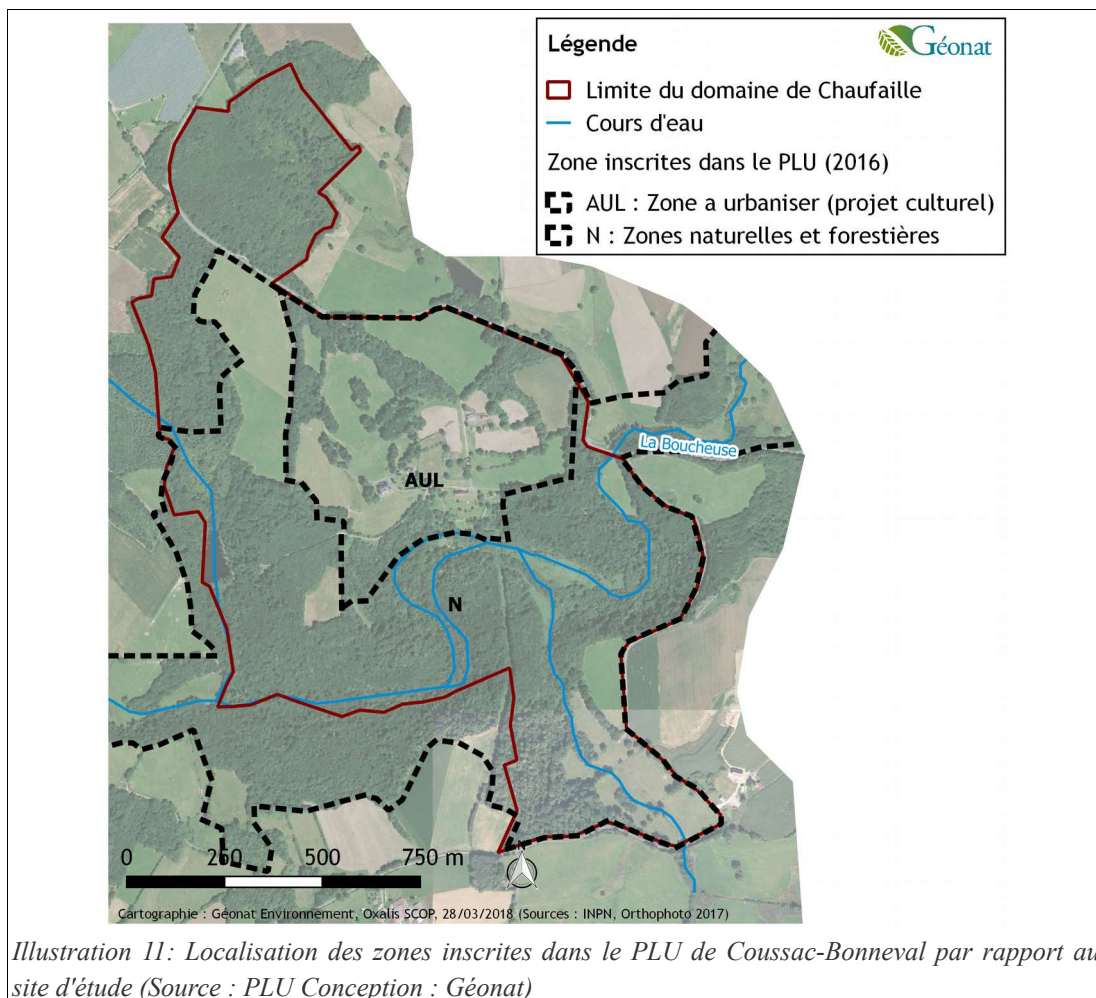 Légende
Géonat
Limite du domaine de Chaufaille
Cours d'eau
Zone inscrites dans le PLU (2016)
AUL : Zone a urbaniser (projet culturel)
N : Zones naturelles et forestières
La Boucheuse
AUL
N
0 250 500 750 m
Cartographie : Géonat Environnement, Oxalis SCOP, 28/03/2018 (Sources : INPN, Orthophoto 2017)
Illustration 11: Localisation des zones inscrites dans le PLU de Coussac-Bonneval par rapport au
site d'étude (Source : PLU Conception : Géonat)